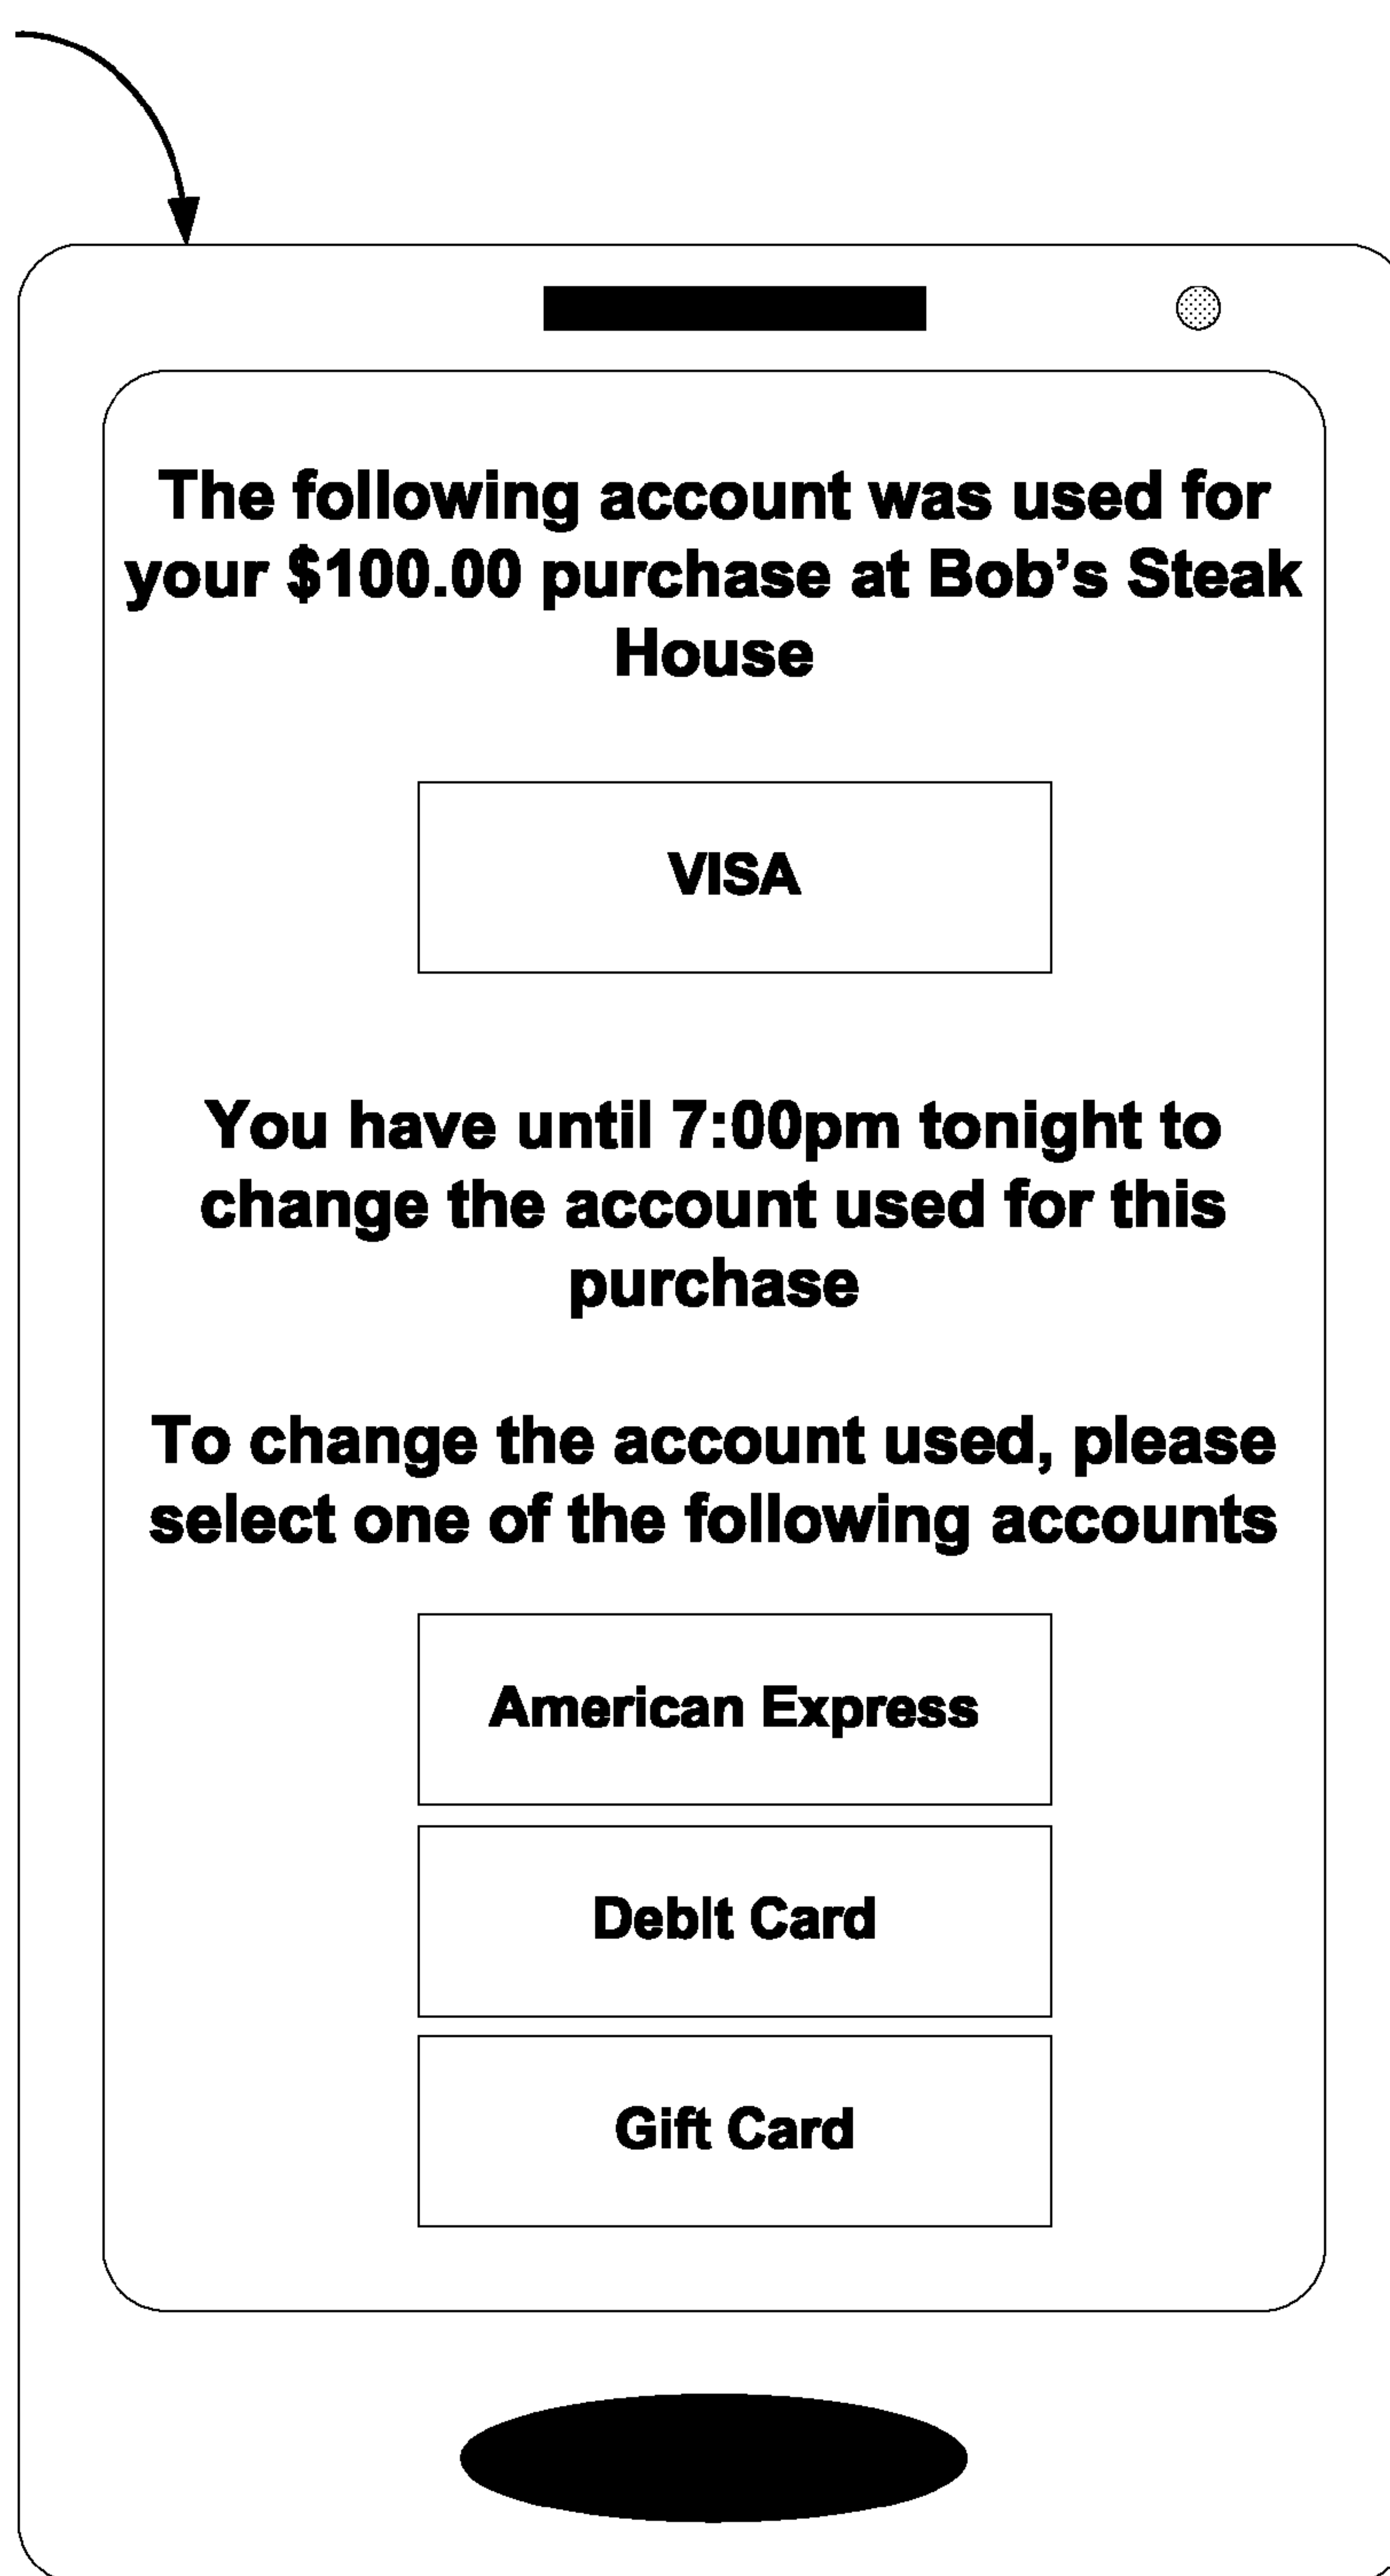 The following account was used for
your $100.00 purchase at Bob’s Steak
House
VISA
You have until 7:00pm tonight to
change the account used for this
purchase
To change the account used, please
select one of the following accounts
American Express
Debit Card
Gift Card